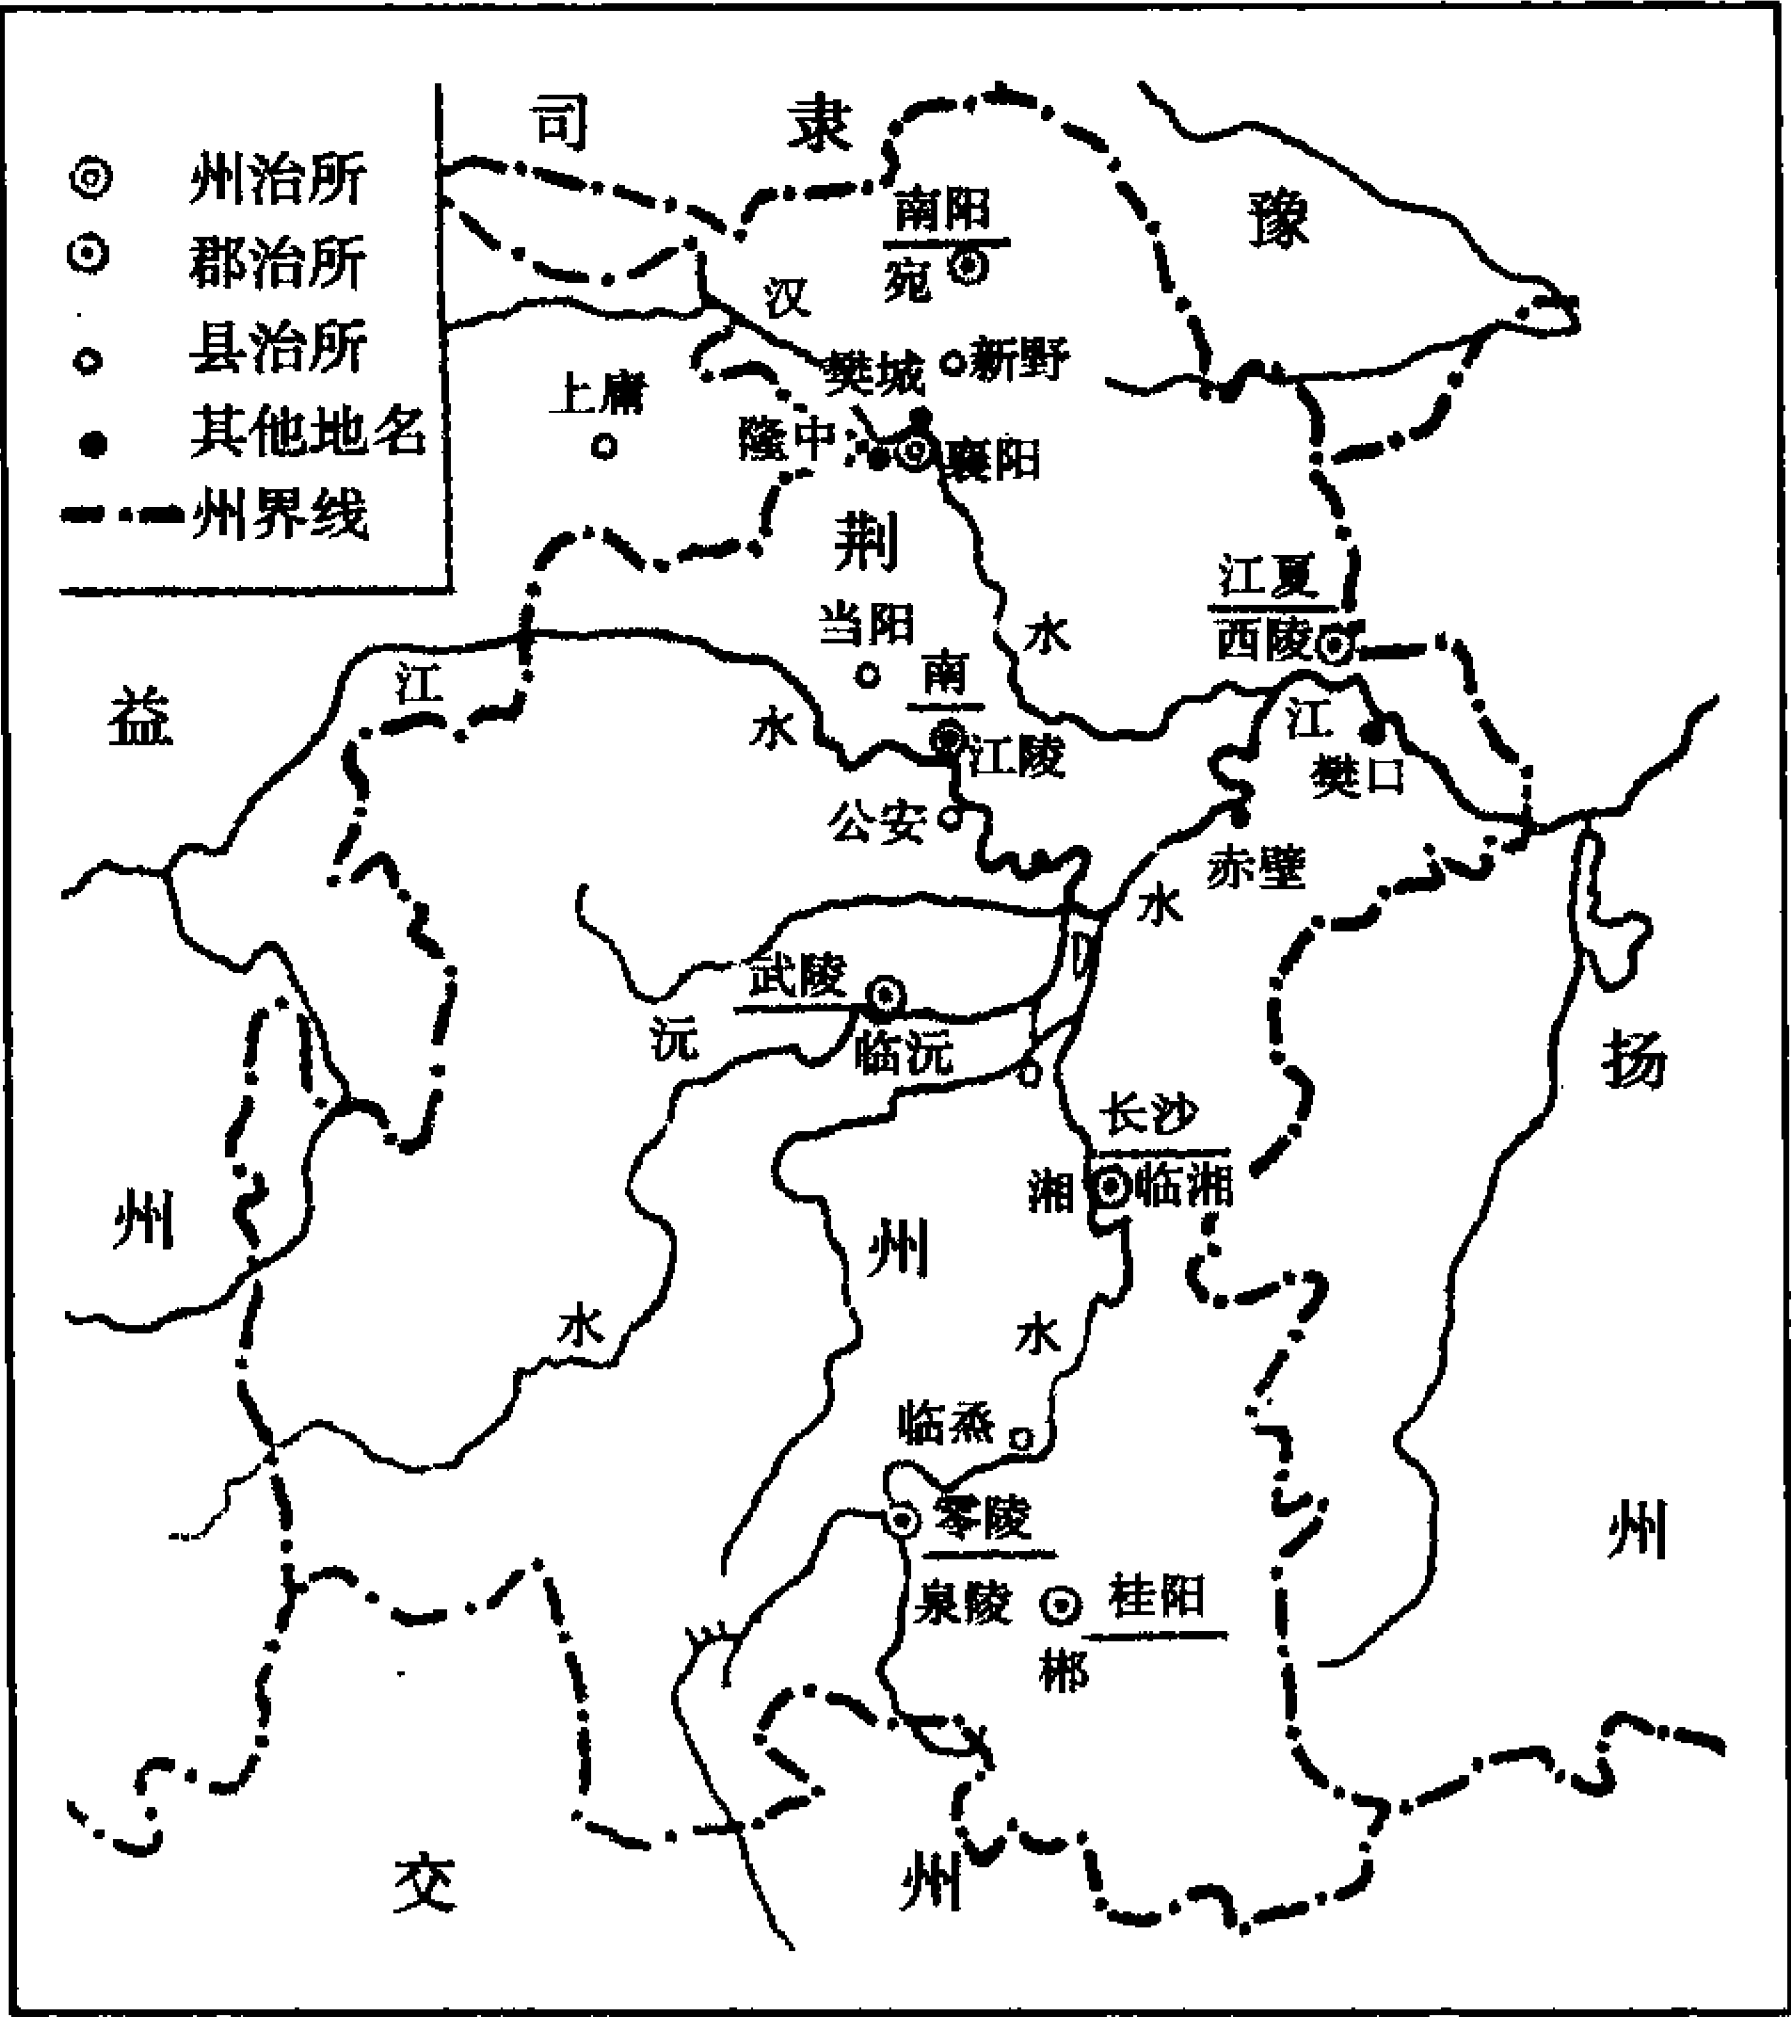 州治所
郡治所
县治所
其他地名
州界线
司 隶
豫
南阳
宛
汉
樊城
新野
上庸
隆中
襄阳
荆
江夏
当阳
水
西陵
南
江
益
水
江
江陵
樊口
公安
赤壁
水
武陵
沅
临沅
扬
长沙
湘
临湘
州
州
水
水
临烝
零陵
州
泉陵
桂阳
郴
交
州